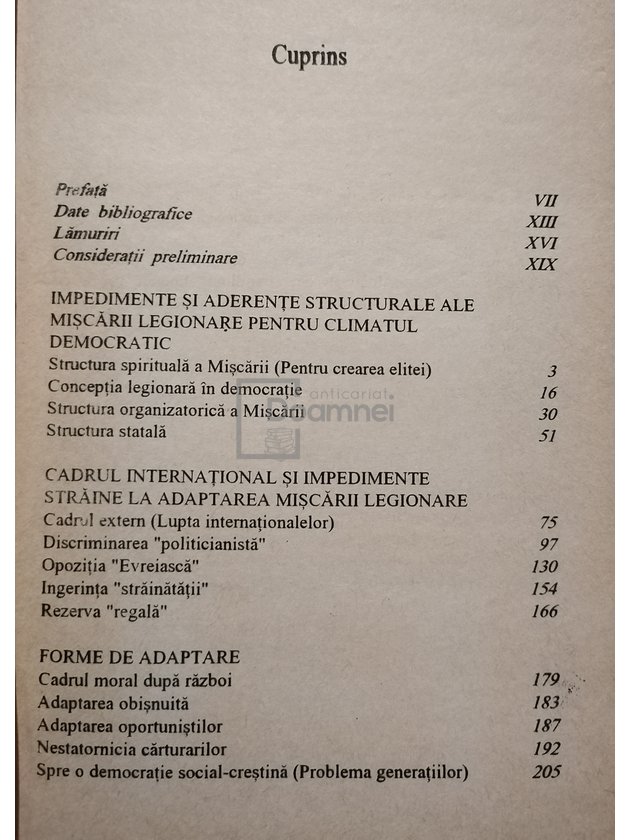 Cuprins
Prefață VII
Date bibliografice XIII
Lămuriri XVI
Considerații preliminare XIX
IMPEDIMENTE ȘI ADERENȚE STRUCTURALE ALE
MIȘCĂRII LEGIONARE PENTRU CLIMATUL
DEMOCRATIC
Structura spirituală a Mișcării (Pentru crearea elitei) 3
Concepția legionară în democrație 16
anticariat
Structura organizatorică a Mișcării 30
Structura statală 51
CADRUL INTERNAȚIONAL ȘI IMPEDIMENTE
STRĂINE LA ADAPTAREA MIȘCĂRII LEGIONARE
Cadrul extern (Lupta internaționalelor) 75
Discriminarea "politicianistă" 97
Opoziția "Evreiască" 130
Ingerința "străinătății" 154
Rezerva "regală" 166
FORME DE ADAPTARE
Cadrul moral după război 179
Adaptarea obișnuită 183
Adaptarea oportuniștilor 187
Nestatornicia cărturarilor 192
Spre o democrație social-creștină (Problema generațiilor) 205